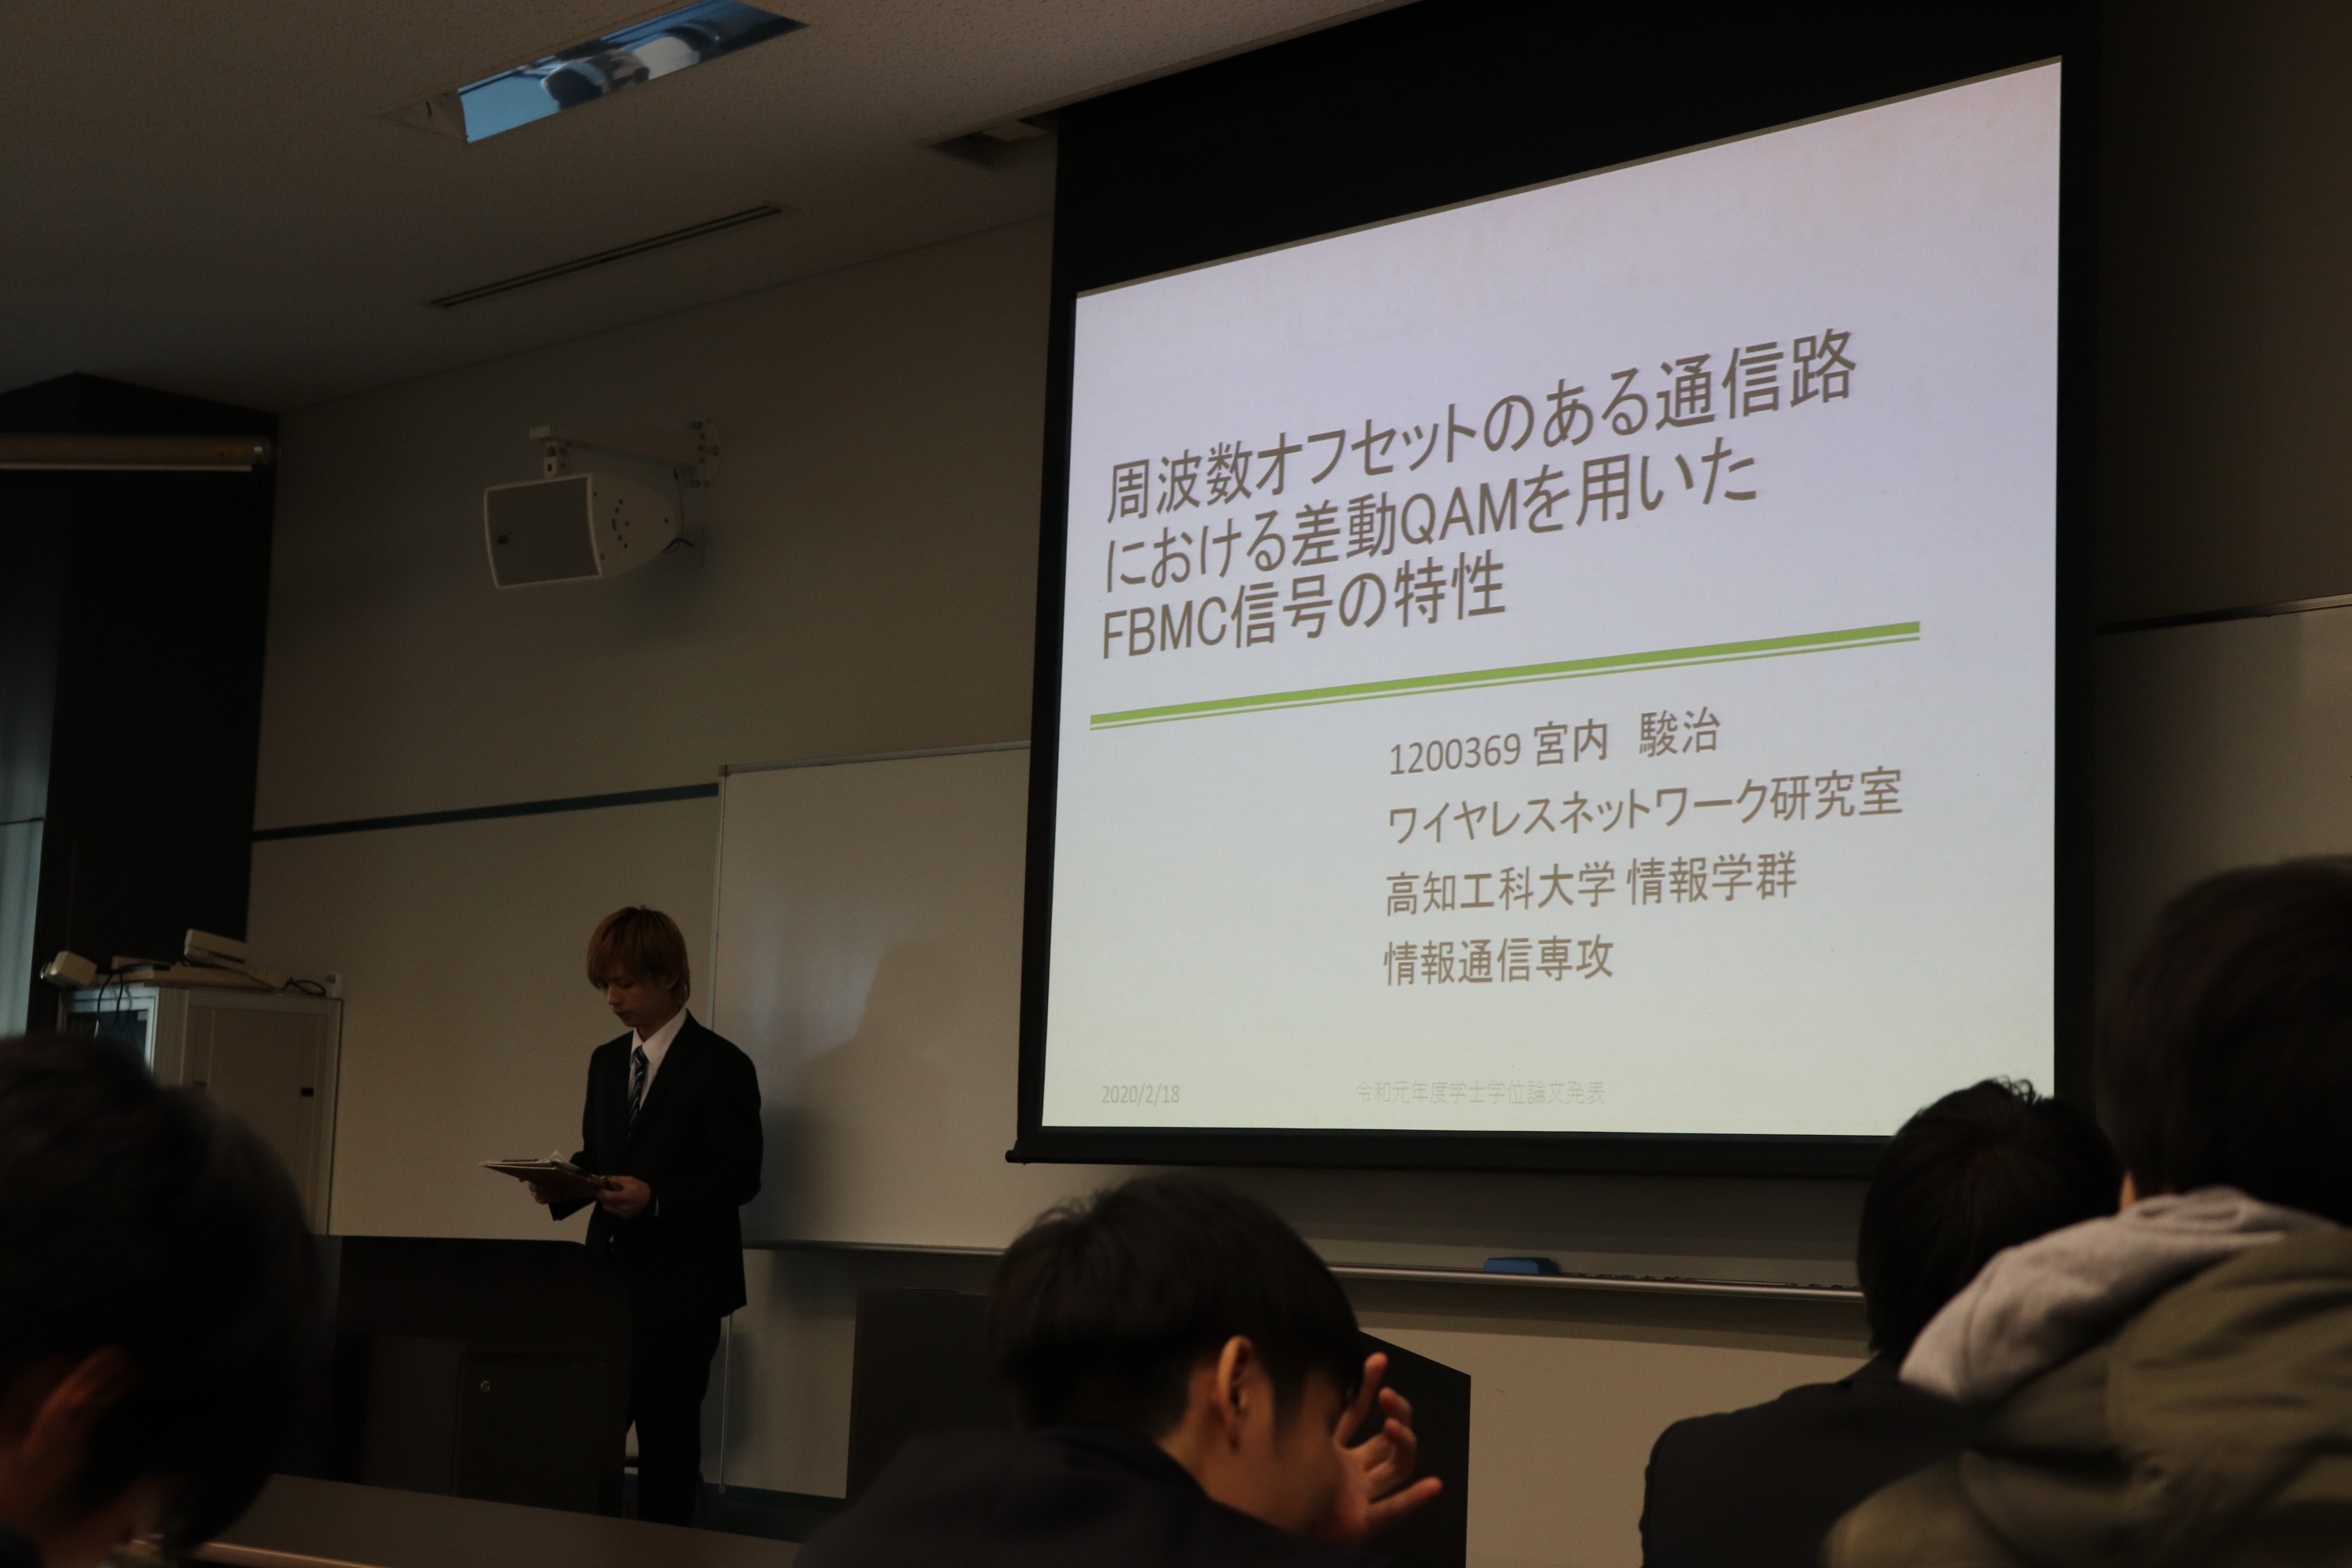 周波数オフセットのある通信路
における差動QAMを用いた
FBMC信号の特性
1200369 宮内　駿治
ワイヤレスネットワーク研究室
高知工科大学 情報学群
情報通信専攻
2020/2/18
令和元年度学士学位論文発表